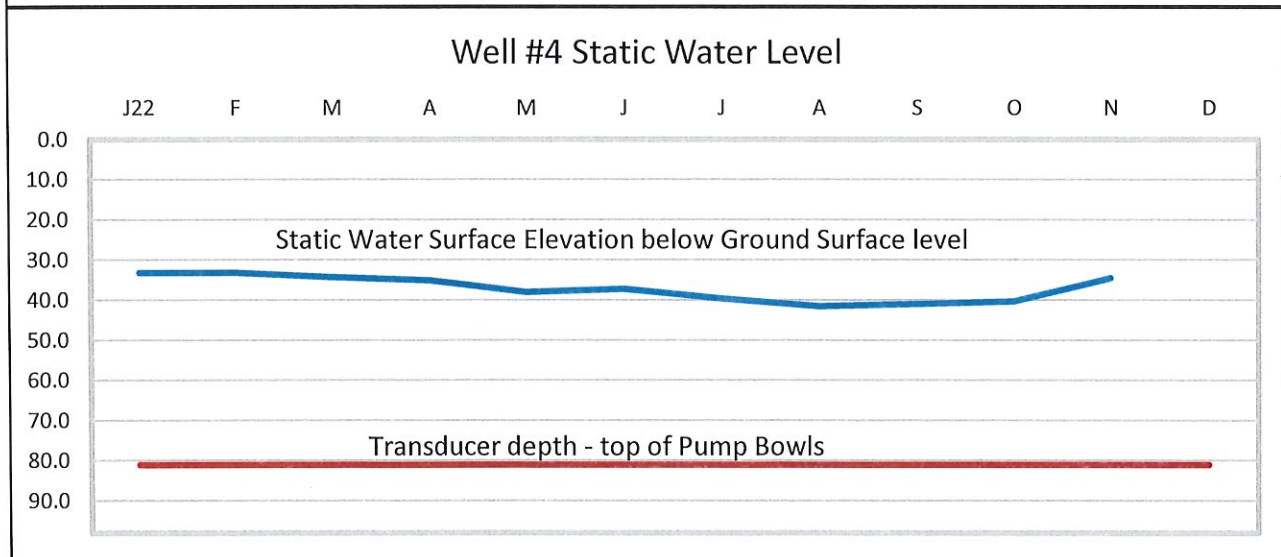 Well #4 Static Water Level
J22 F M A M J J A S O N D
0.0
10.0
20.0
Static Water Surface Elevation below Ground Surface level
30.0
40.0
50.0
60.0
70.0
Transducer depth - top of Pump Bowls
80.0
90.0